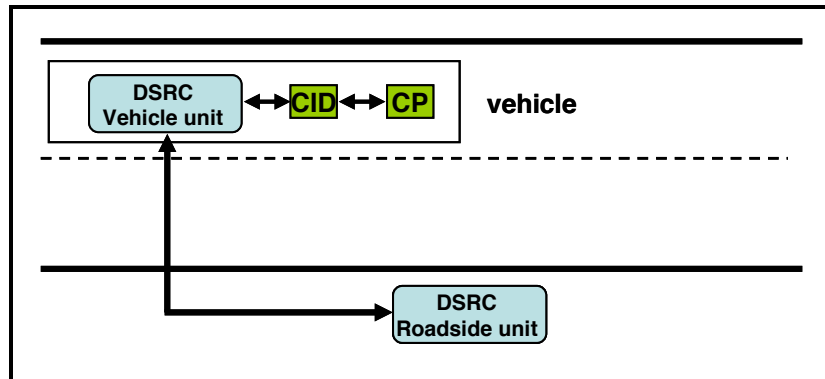 DSRC
Vehicle unit
CID
CP
vehicle
DSRC
Roadside unit